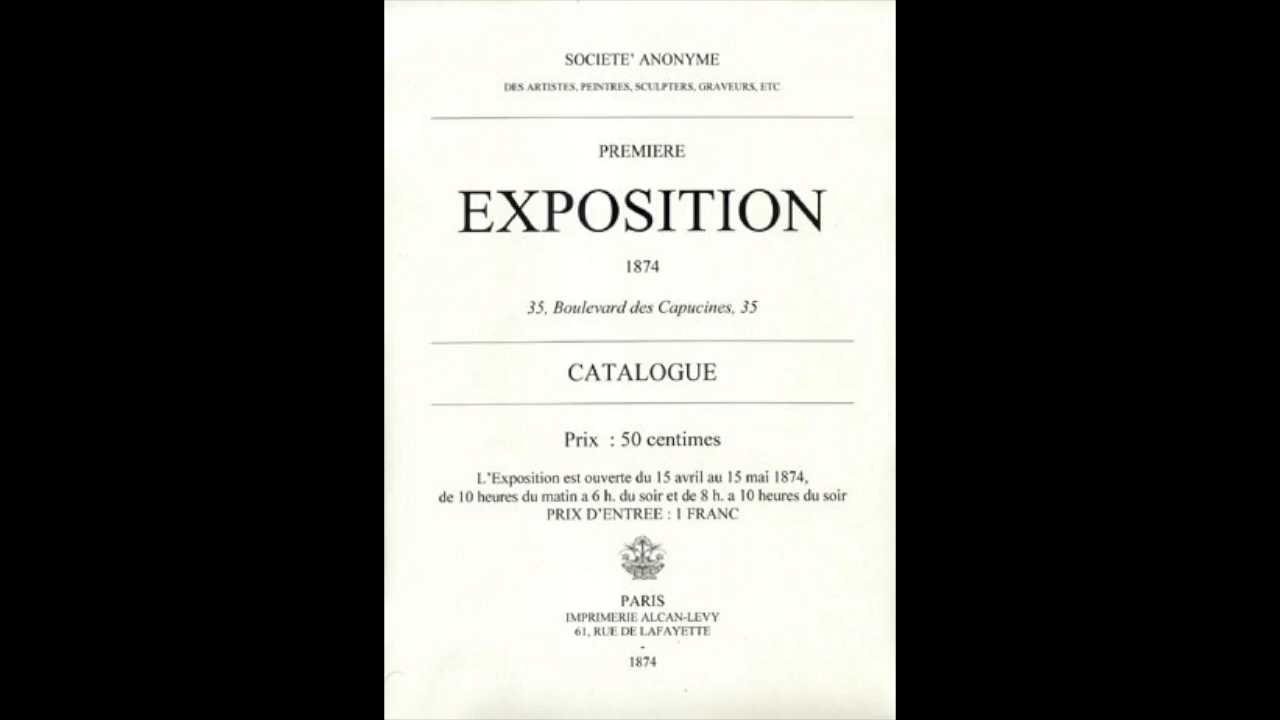 SOCIETE' ANONYME
DES ARTISTES, PEINTRES, SCULPTERS, GRAVEURS, ETC
PREMIERE
EXPOSITION
1874
35, Boulevard des Capucines, 35
CATALOGUE
Prix : 50 centimes
L'Exposition est ouverte du 15 avril au 15 mai 1874,
de 10 heures du matin a 6 h. du soir et de 8 h. a 10 heures du soir
PRIX D'ENTREE : 1 FRANC
PARIS
IMPRIMERIE ALCAN-LEVY
61, RUE DE LAFAYETTE
-
1874